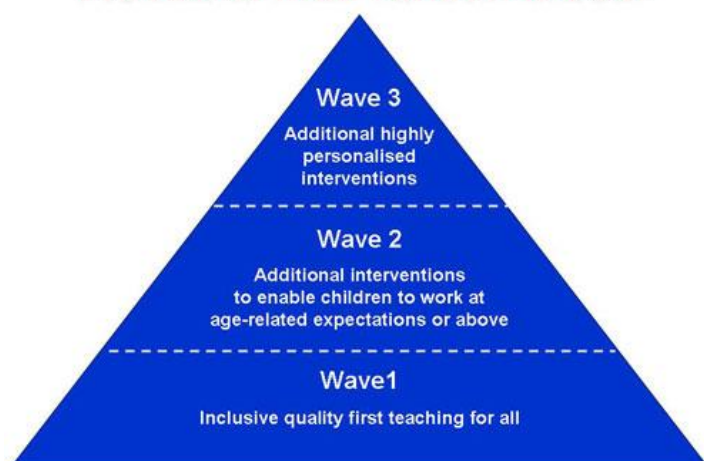 Wave 3
Additional highly
personalised
interventions
Wave 2
Additional interventions
to enable children to work at
age-related expectations or above
Wave1
Inclusive quality first teaching for all